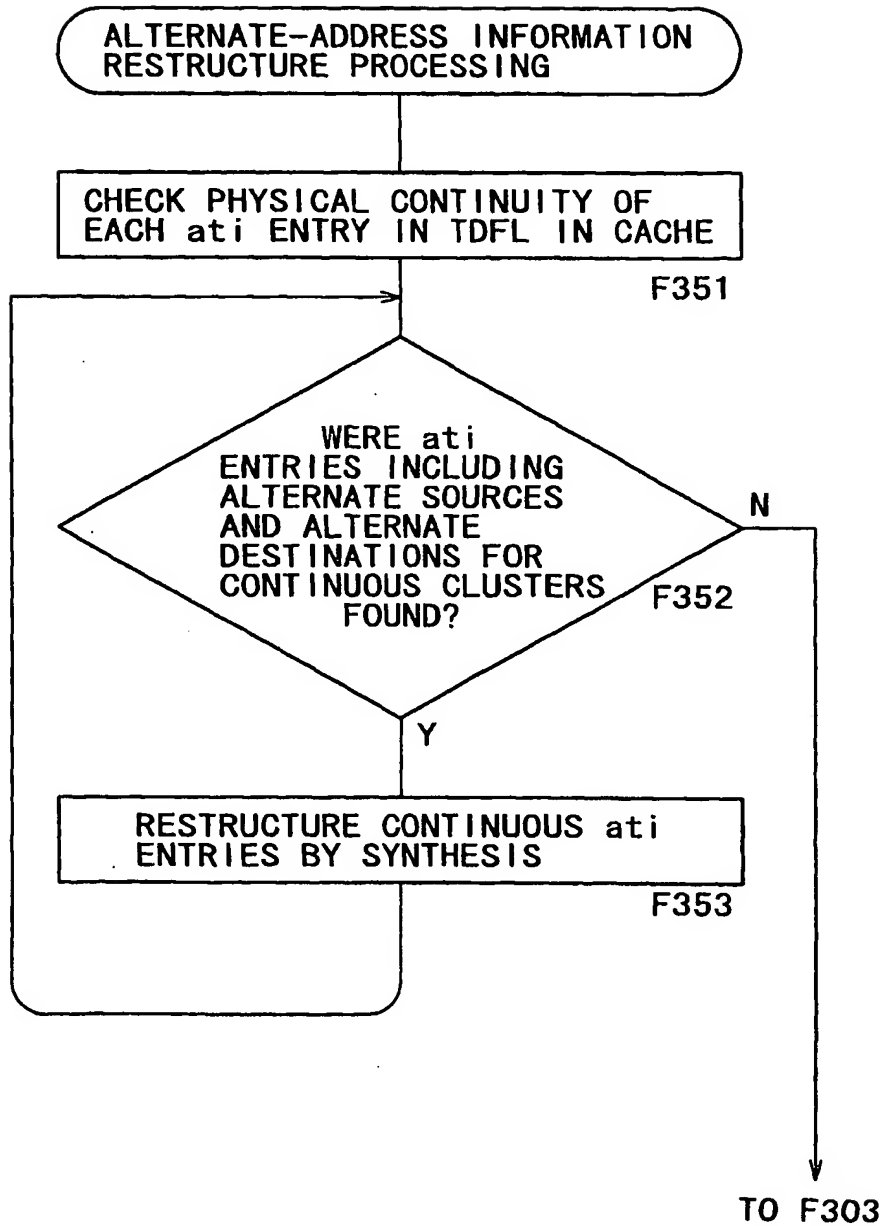 ALTERNATE-ADDRESS INFORMATION
RESTRUCTURE PROCESSING
CHECK PHYSICAL CONTINUITY OF
EACH ati ENTRY IN TDFL IN CACHE
F351
WERE ati
ENTRIES INCLUDING
ALTERNATE SOURCES
AND ALTERNATE
DESTINATIONS FOR
CONTINUOUS CLUSTERS
FOUND?
N
F352
Y
RESTRUCTURE CONTINUOUS ati
ENTRIES BY SYNTHESIS
F353
TO F303